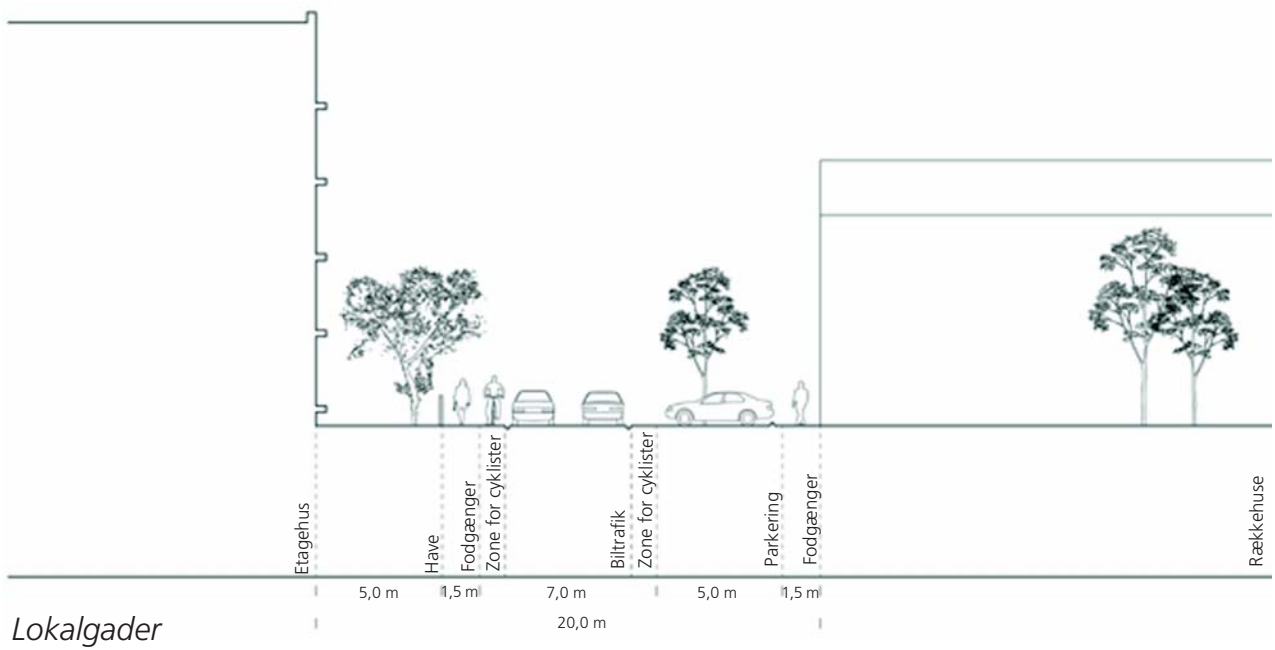 Etagehus
Have
Fodgænger
Zone for cyklister
Biltrafik
Zone for cyklister
Parkering
Fodgænger
Rækkehuse
5,0 m
1,5 m
7,0 m
5,0 m
1,5 m
20,0 m
Lokalgader